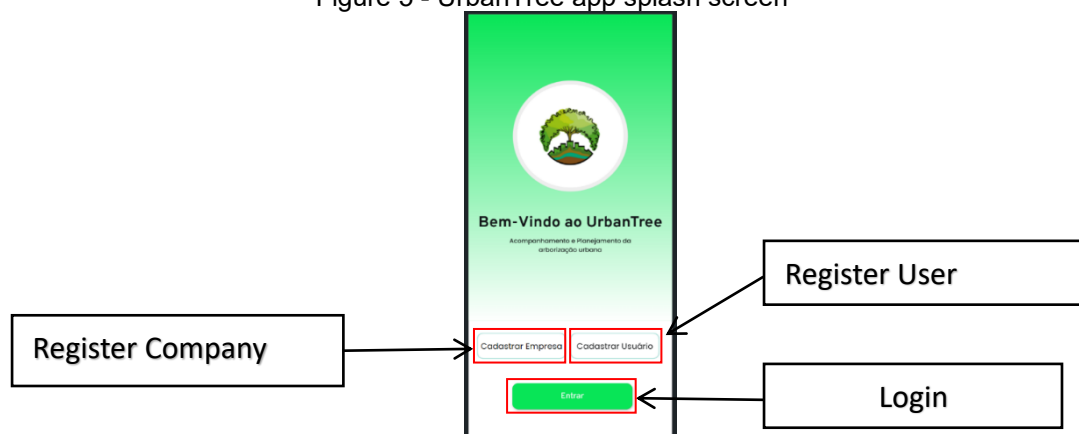 Figure 5 - UrbanTree app splash screen
Bem-Vindo ao UrbanTree
Acompanhamento e Planejamento da
arborização urbana
Register User
Register Company
Cadastrar Empresa
Cadastrar Usuário
Entrar
Login